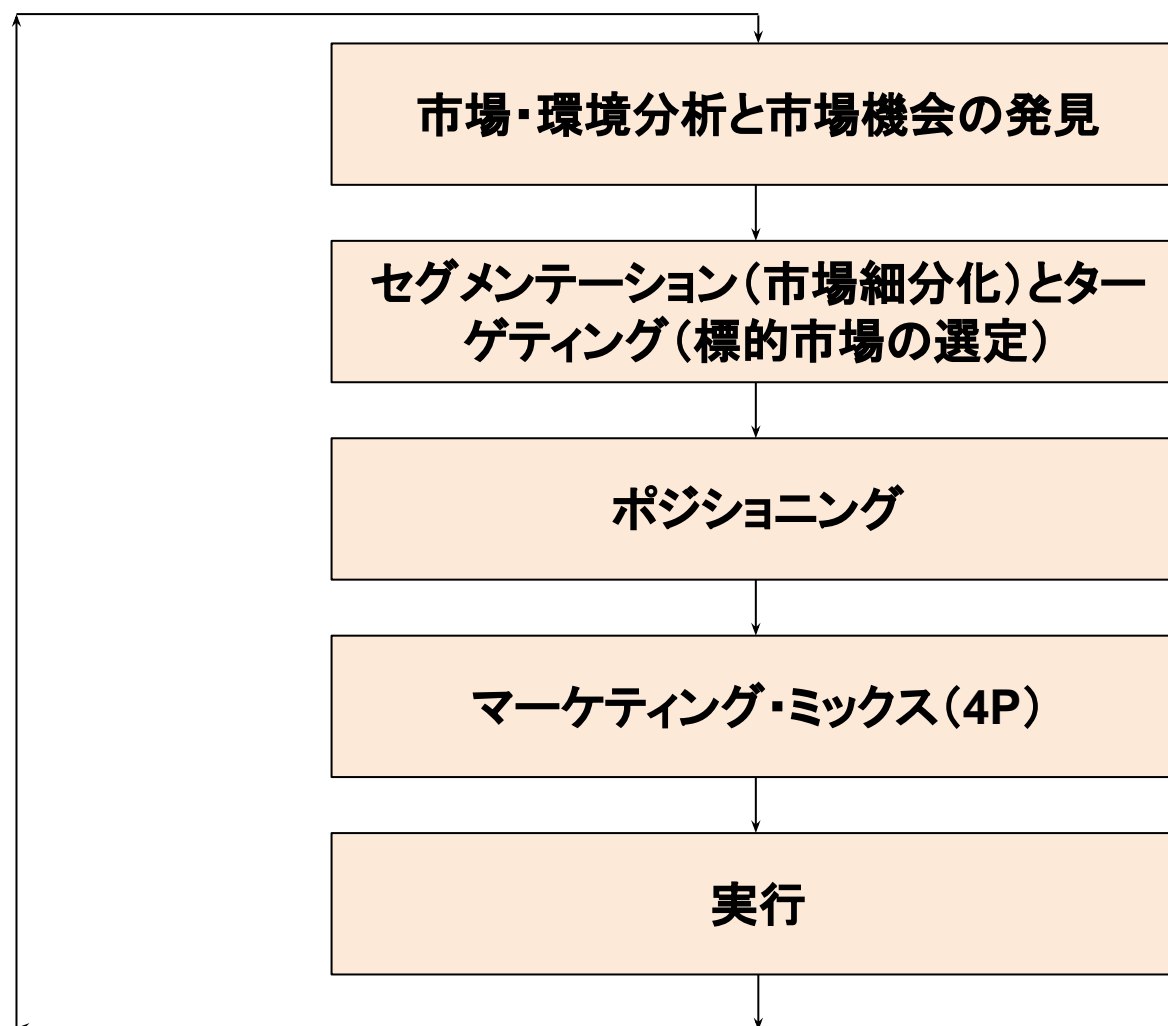 市場・環境分析と市場機会の発見
セグメンテーション（市場細分化）とター
ゲティング（標的市場の選定）
ポジショニング
マーケティング・ミックス（4P）
実行